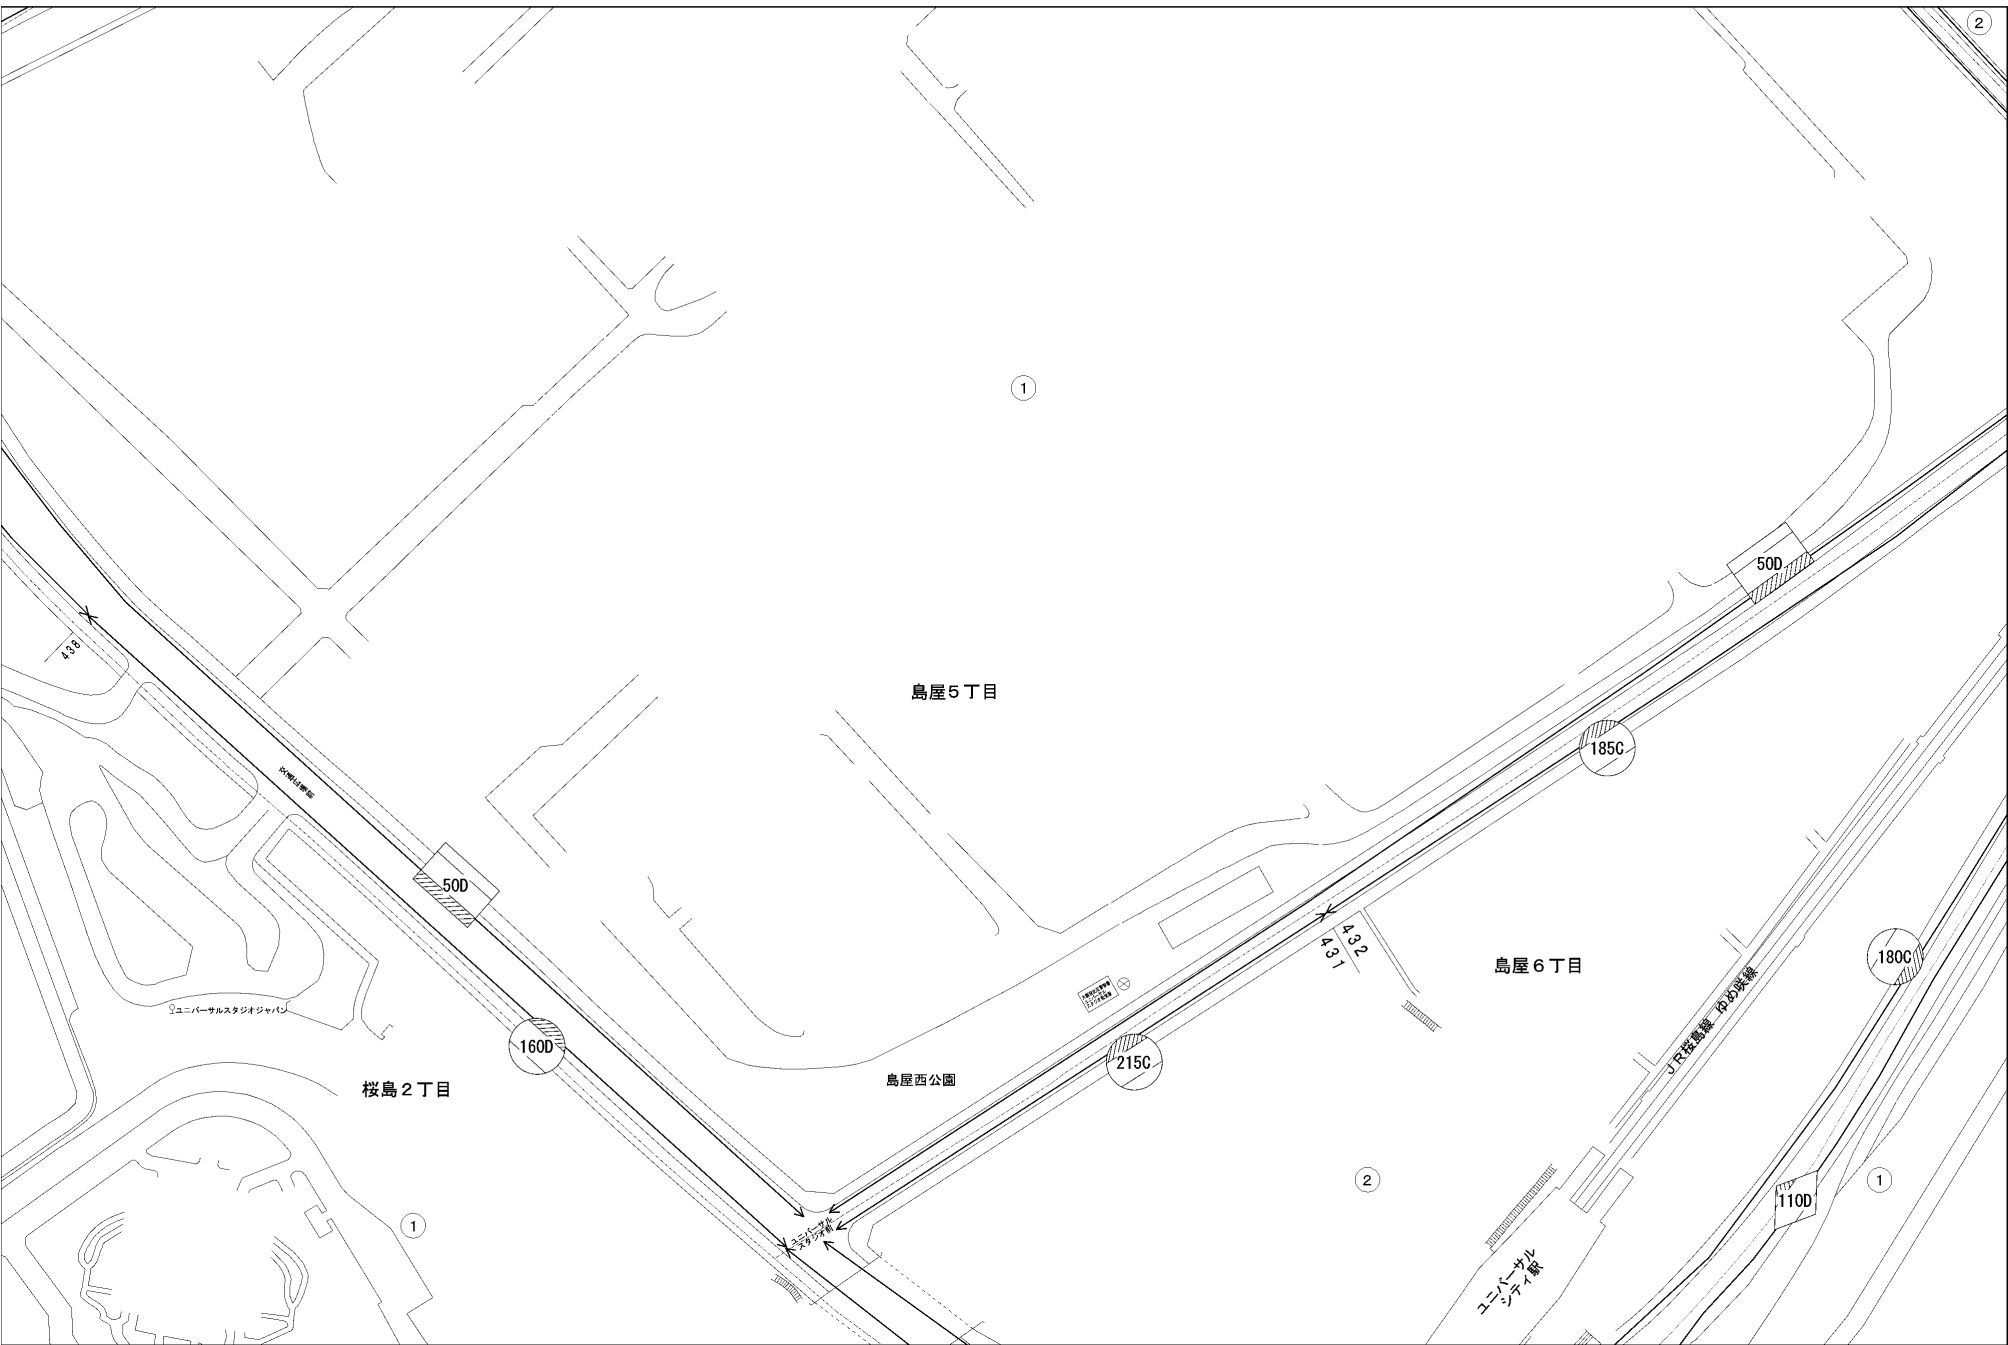 ②
①
50D
438
島屋5丁目
185C
50D
432
431
島屋6丁目
180C
JR桜島線 ゆめ咲線
ユニバーサルスタジオジャパン
160D
215C
桜島2丁目
島屋西公園
②
①
110D
①
ユニバーサル
スタジオ前
ユニバーサル
シティ駅